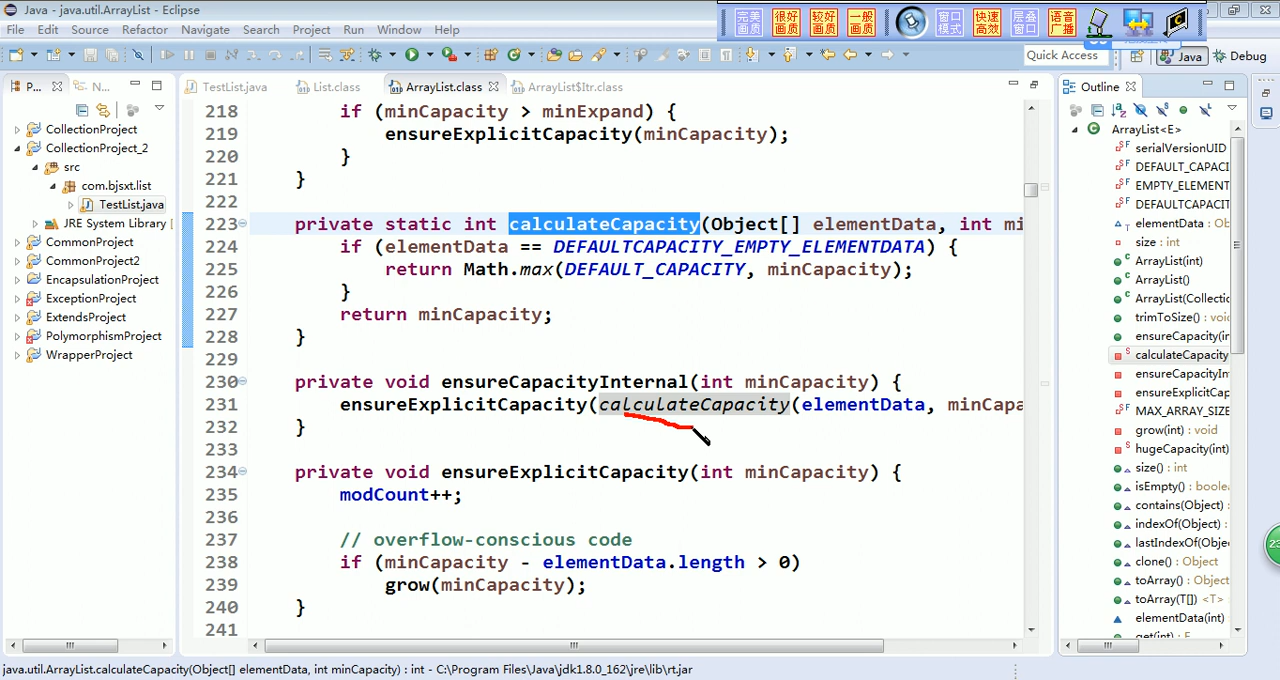 Java - java.util.ArrayList - Eclipse
完美画质 很好画质 较好画质 一般画质 窗口模式 快速高效 层叠窗口 语音广播
File Edit Source Refactor Navigate Search Project Run Window Help
Quick Access Java Debug
P... N...
TestList.java List.class ArrayList.class ArrayList$Itr.class
Outline
CollectionProject
CollectionProject_2
src
com.bjsxt.list
TestList.java
JRE System Library [
CommonProject
CommonProject2
EncapsulationProject
ExceptionProject
ExtendsProject
PolymorphismProject
WrapperProject
218 if (minCapacity > minExpand) {
219 ensureExplicitCapacity(minCapacity);
220 }
221 }
222
223 private static int calculateCapacity(Object[] elementData, int mi
224 if (elementData == DEFAULTCAPACITY_EMPTY_ELEMENTDATA) {
225 return Math.max(DEFAULT_CAPACITY, minCapacity);
226 }
227 return minCapacity;
228 }
229
230 private void ensureCapacityInternal(int minCapacity) {
231 ensureExplicitCapacity(calculateCapacity(elementData, minCapa
232 }
233
234 private void ensureExplicitCapacity(int minCapacity) {
235 modCount++;
236
237 // overflow-conscious code
238 if (minCapacity - elementData.length > 0)
239 grow(minCapacity);
240 }
241
ArrayList<E>
serialVersionUID
DEFAULT_CAPACI
EMPTY_ELEMENT
DEFAULTCAPACIT
elementData : Ob
size : int
ArrayList(int)
ArrayList()
ArrayList(Collectic
trimToSize() : voic
ensureCapacity(in
calculateCapacity
ensureCapacityIn
ensureExplicitCap
MAX_ARRAY_SIZE
grow(int) : void
hugeCapacity(int)
size() : int
isEmpty() : boole
contains(Object) :
indexOf(Object) :
lastIndexOf(Obje
clone() : Object
toArray() : Object
toArray(T[]) <T> :
elementData(int)
get(int) : E
java.util.ArrayList.calculateCapacity(Object[] elementData, int minCapacity) : int - C:\Program Files\Java\jdk1.8.0_162\jre\lib\rt.jar